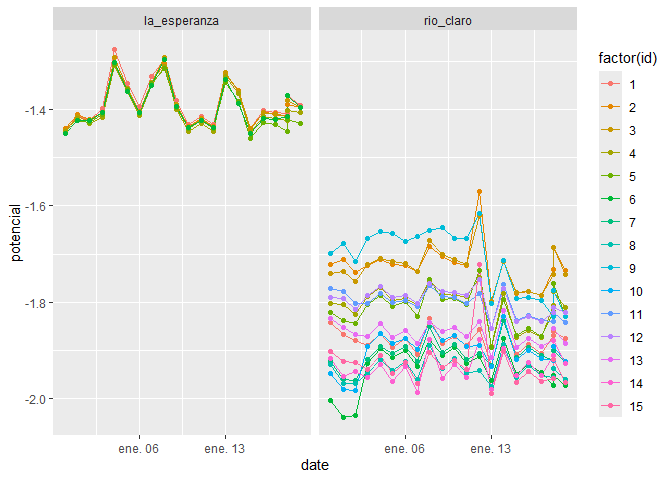 la_esperanza
rio_claro
potencial
-1.4
-1.6
-1.8
-2.0
ene. 06
ene. 13
ene. 06
ene. 13
date
factor(id)
1
2
3
4
5
6
7
8
9
10
11
12
13
14
15